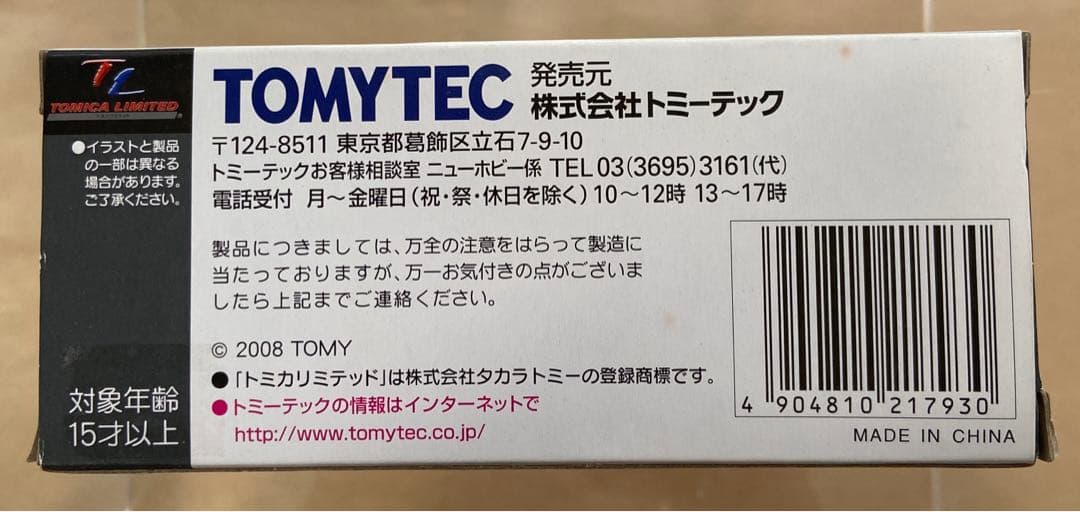 TL
TOMICA LIMITED
●イラストと製品
の一部は異なる
場合があります。
ご了承ください。
対象年齢
15才以上
TOMYTEC
発売元
株式会社トミーテック
〒124-8511 東京都葛飾区立石7-9-10
トミーテックお客様相談室 ニューホビー係 TEL 03(3695)3161(代)
電話受付 月～金曜日(祝・祭・休日を除く)10～12時 13～17時
製品につきましては、万全の注意をはらって製造に
当たっておりますが、万一お気付きの点がございま
したら上記までご連絡ください。
© 2008 TOMY
●「トミカリミテッド」は株式会社タカラトミーの登録商標です。
●トミーテックの情報はインターネットで
http://www.tomytec.co.jp/
4 904810 217930
MADE IN CHINA